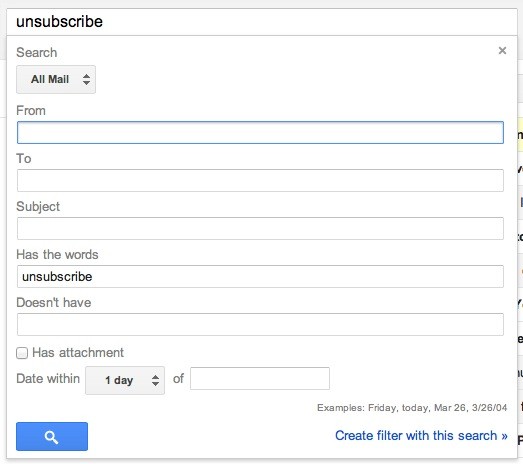 unsubscribe
Search
All Mail
From
To
Subject
Has the words
unsubscribe
Doesn't have
Has attachment
Date within 1 day of
Examples: Friday, today, Mar 26, 3/26/04
Create filter with this search »